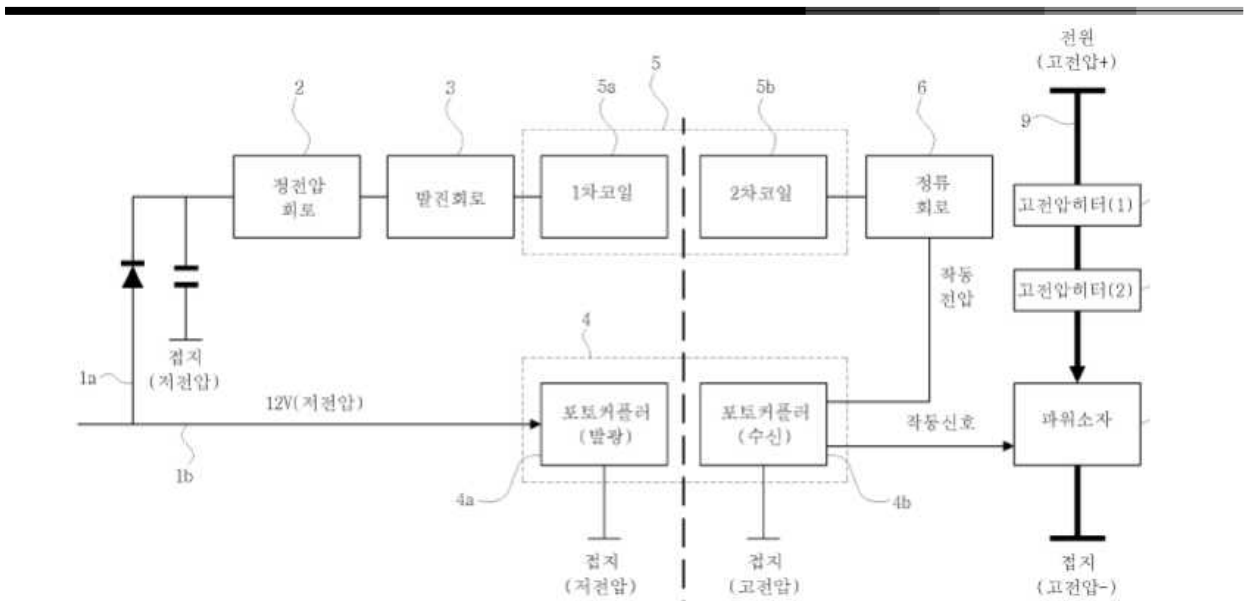 전원
(고전압+)
5
2
3
5a
5b
6
9
정전압
회로
발진회로
1차코일
2차코일
정류
회로
고전압히터(1)
작동
전압
고전압히터(2)
접지
(저전압)
4
1a
12V(저전압)
포토커플러
(발광)
포토커플러
(수신)
작동신호
파워소자
1b
4a
4b
접지
(저전압)
접지
(고전압)
접지
(고전압-)